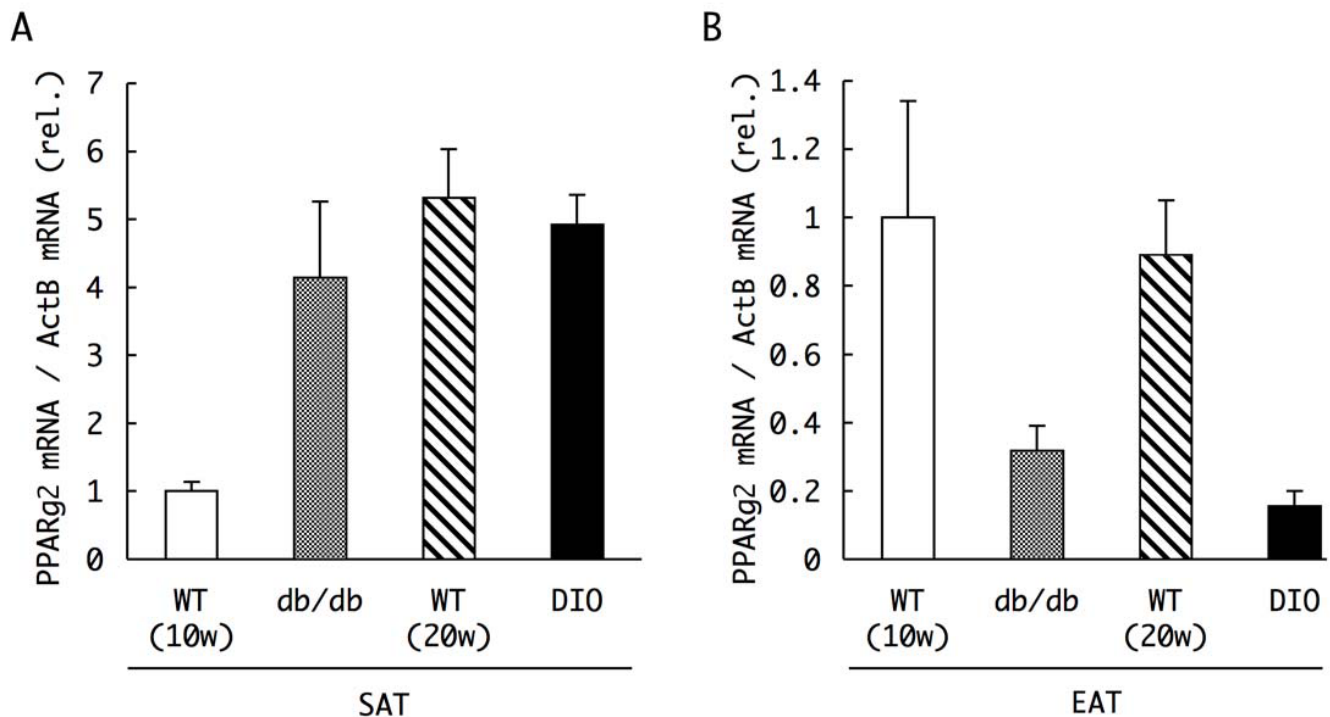 A
PPARg2 mRNA / ActB mRNA (rel.)
7
6
5
4
3
2
1
0
WT db/db WT DIO
(10w) (20w)
SAT
B
PPARg2 mRNA / ActB mRNA (rel.)
1.4
1.2
1
0.8
0.6
0.4
0.2
0
WT db/db WT DIO
(10w) (20w)
EAT